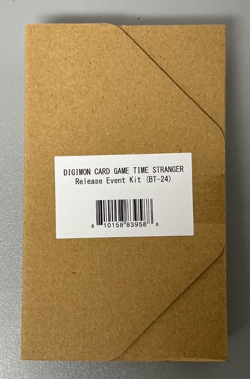 DIGIMON CARD GAME TIME STRANGER
Release Event Kit (BT-24)
8 10158 83958 8